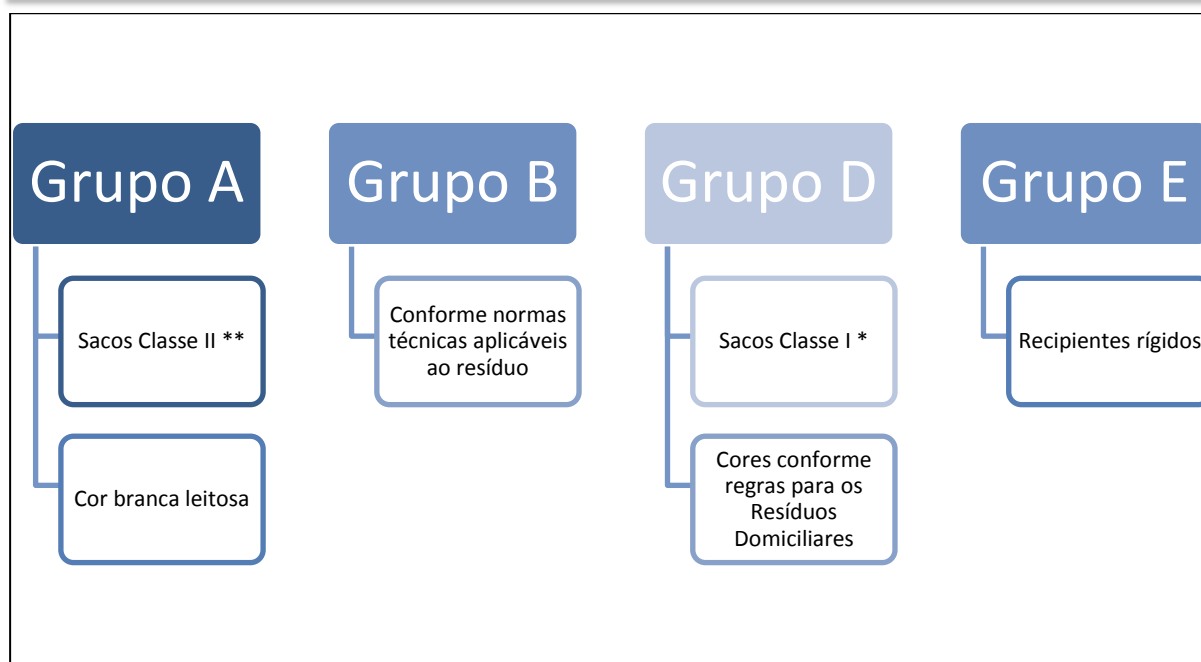 Grupo A
Sacos Classe II **
Cor branca leitosa
Grupo B
Conforme normas
técnicas aplicáveis
ao resíduo
Grupo D
Sacos Classe I *
Cores conforme
regras para os
Resíduos
Domiciliares
Grupo E
Recipientes rígidos